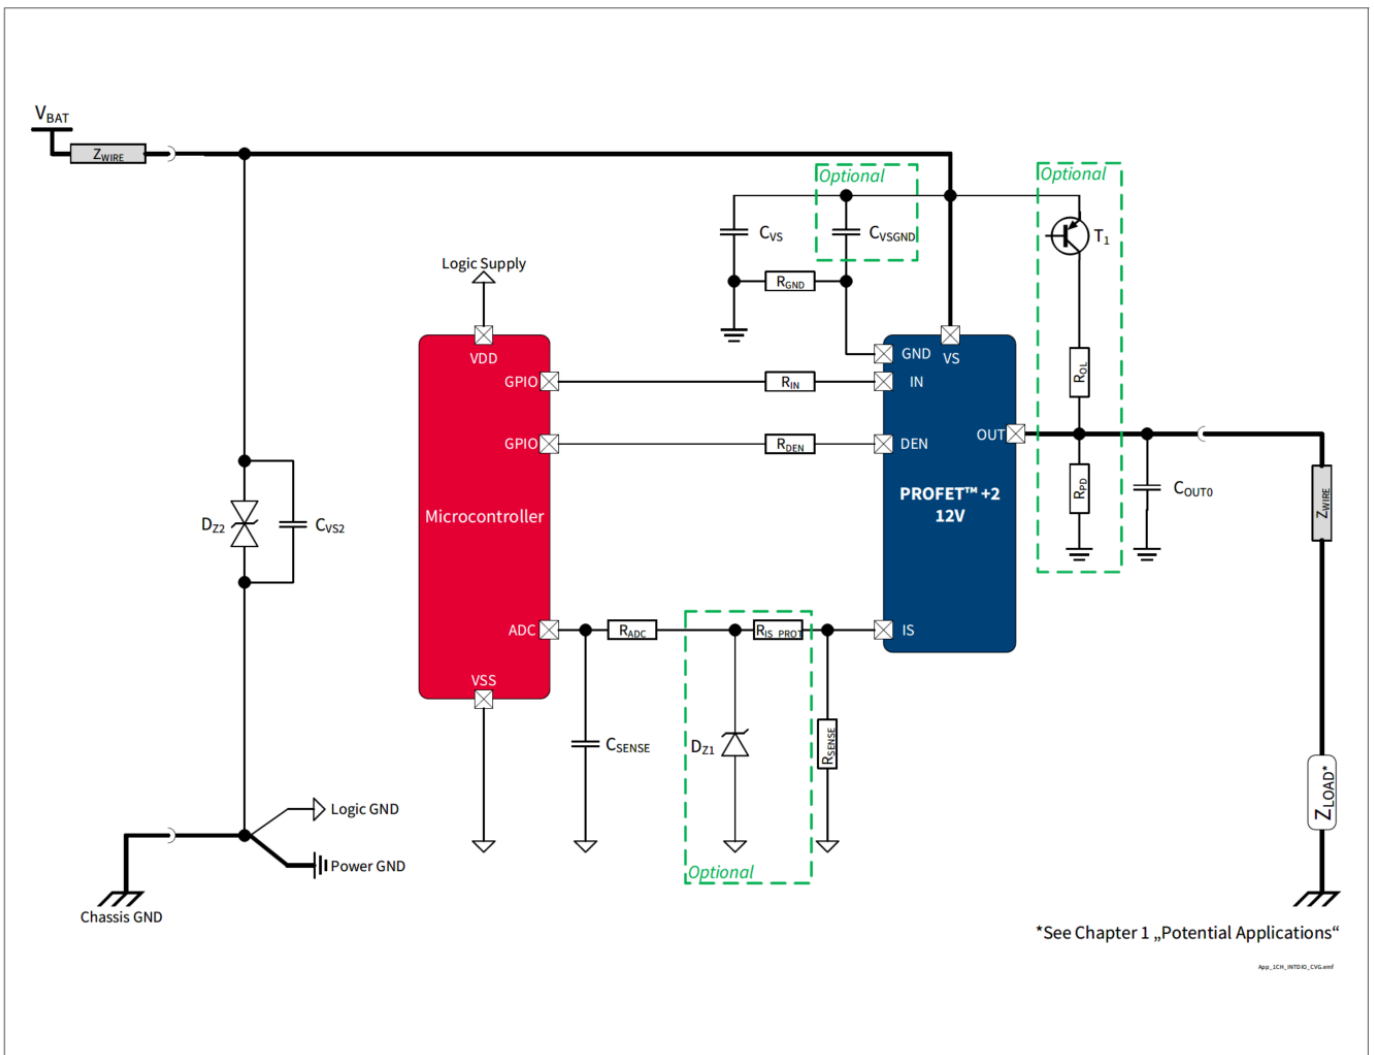 VBAT
ZWIRE
Optional
Optional
CVS
CVSGND
T1
Logic Supply
RGND
VDD
GND
VS
GPIO
RIN
IN
ROL
GPIO
RDEN
DEN
OUT
RPD
COUT0
ZWIRE
PROFET™ +2
12V
DZ2
CVS2
Microcontroller
ADC
RADC
RIS_PROT
IS
VSS
CSENSE
DZ1
RSENSE
ZLOAD*
Logic GND
Power GND
Optional
Chassis GND
*See Chapter 1 „Potential Applications“
App_1CH_INTDIO_CVG.emf